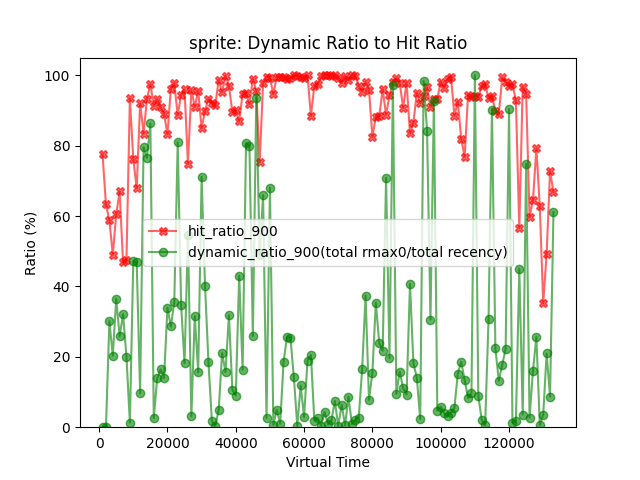 sprite: Dynamic Ratio to Hit Ratio
100
80
60
40
20
0
Ratio (%)
hit_ratio_900
dynamic_ratio_900(total rmax0/total recency)
0 20000 40000 60000 80000 100000 120000
Virtual Time